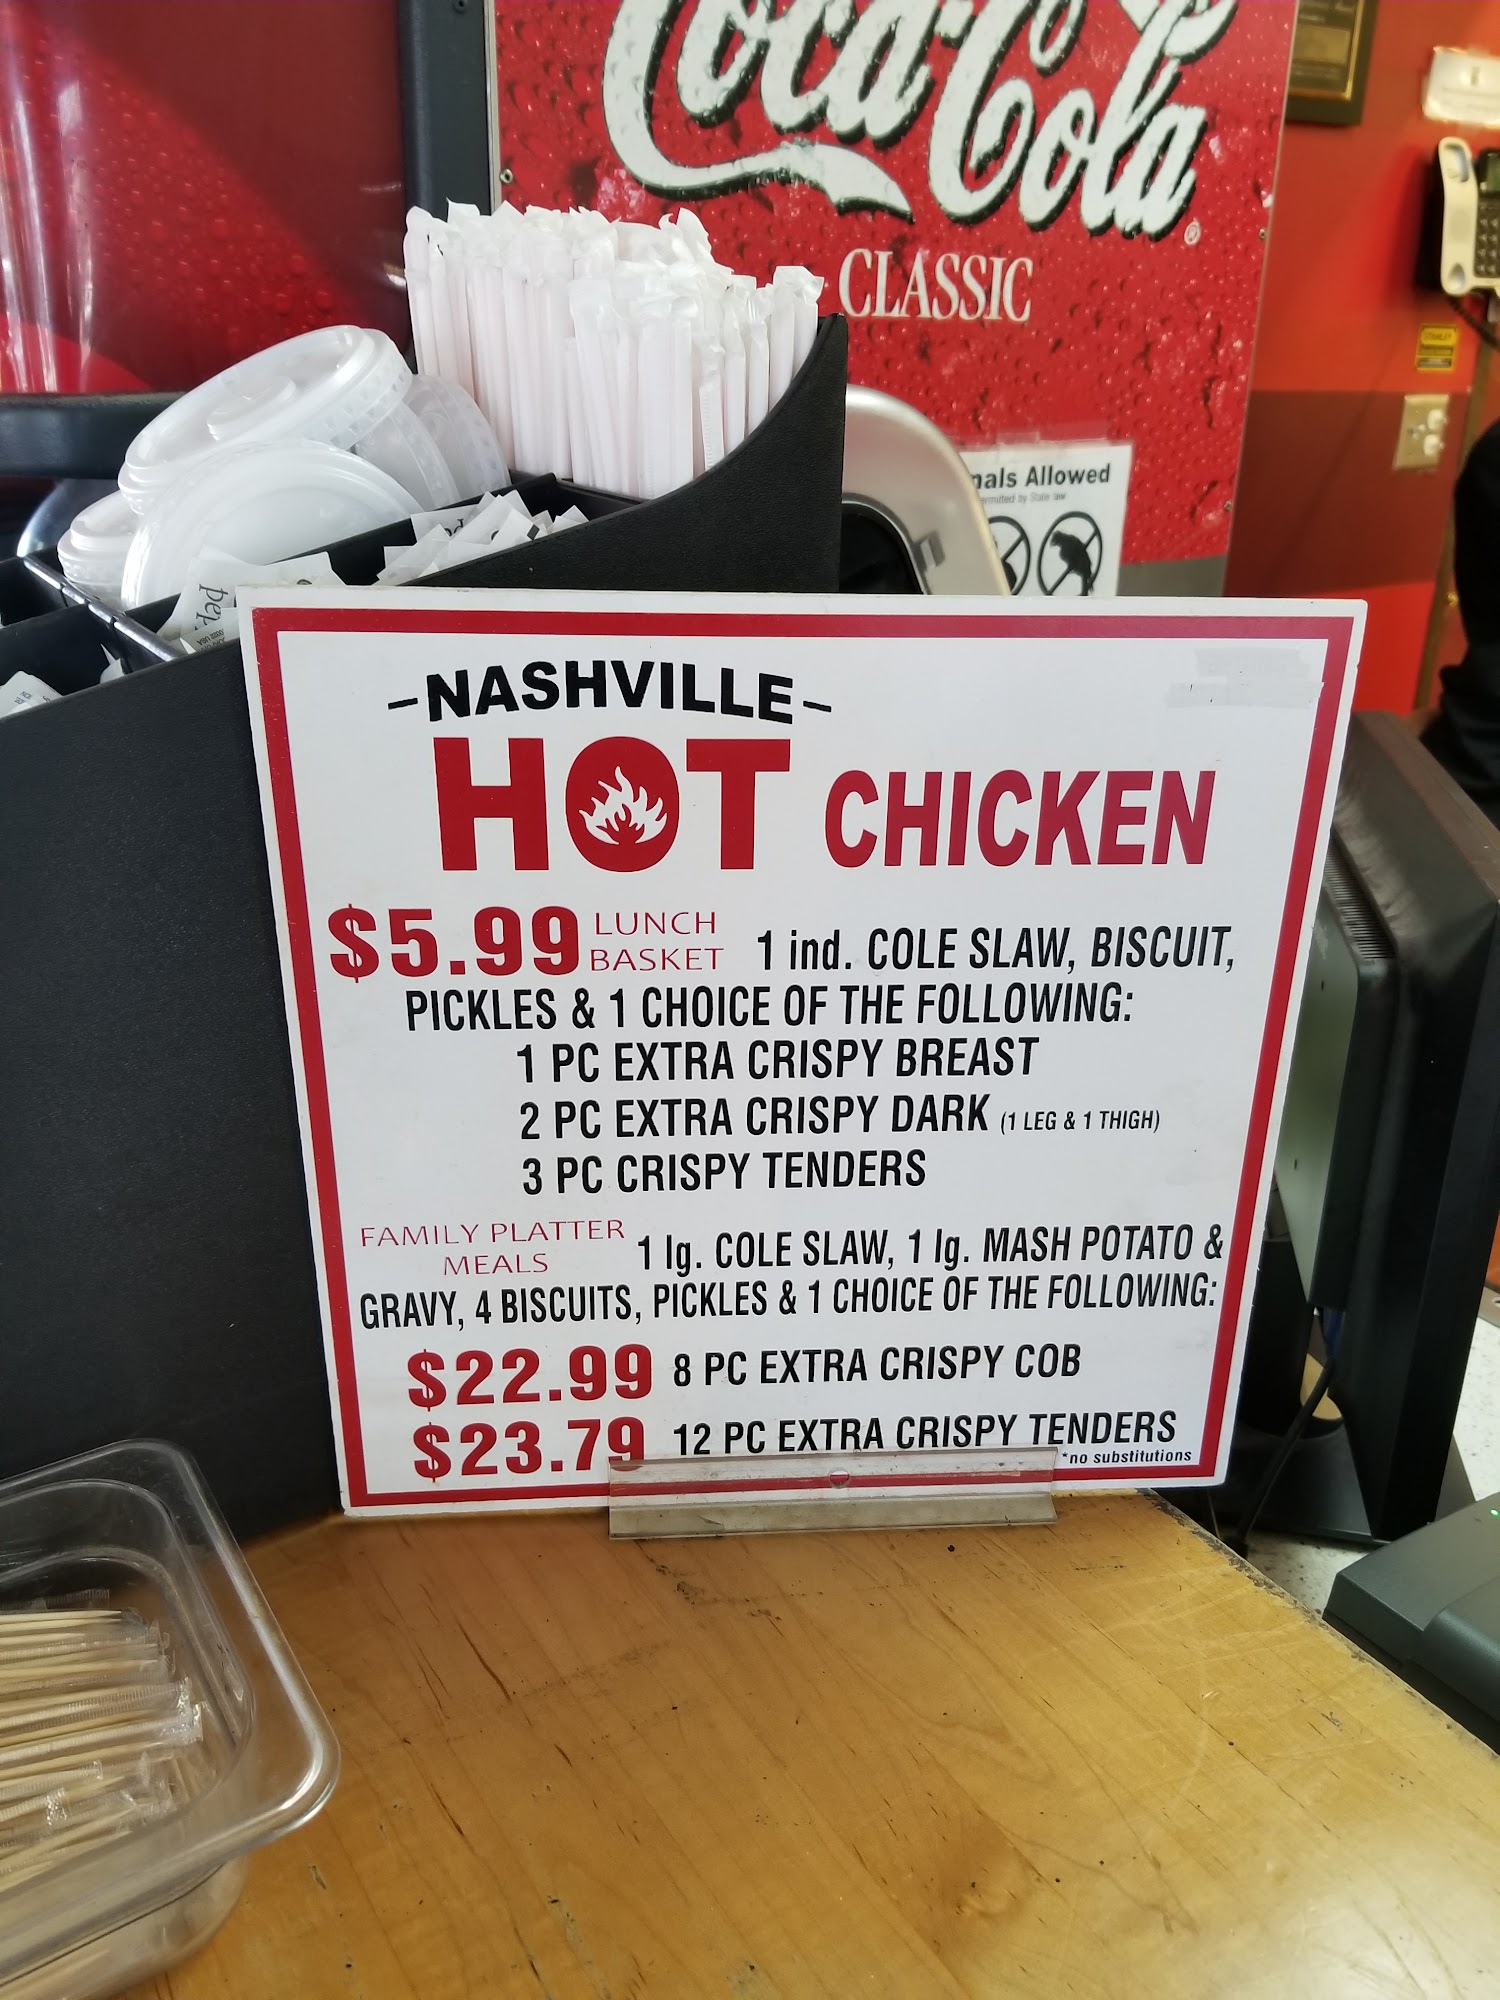 Coca-Cola
CLASSIC
nals Allowed
ermitted by State law
-NASHVILLE-
HOT CHICKEN
$5.99 LUNCH BASKET 1 ind. COLE SLAW, BISCUIT,
PICKLES & 1 CHOICE OF THE FOLLOWING:
1 PC EXTRA CRISPY BREAST
2 PC EXTRA CRISPY DARK (1 LEG & 1 THIGH)
3 PC CRISPY TENDERS
FAMILY PLATTER MEALS 1 lg. COLE SLAW, 1 lg. MASH POTATO &
GRAVY, 4 BISCUITS, PICKLES & 1 CHOICE OF THE FOLLOWING:
$22.99 8 PC EXTRA CRISPY COB
$23.79 12 PC EXTRA CRISPY TENDERS
*no substitutions